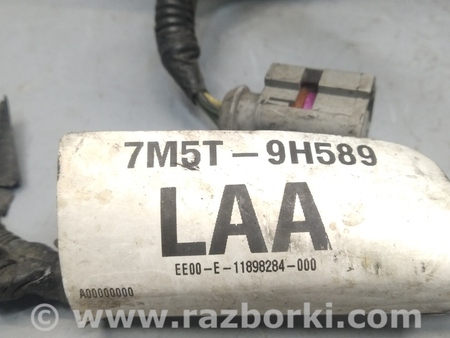 7M5T-9H589
LAA
EE00-E-11898284-000
A00000000
www.razborki.com